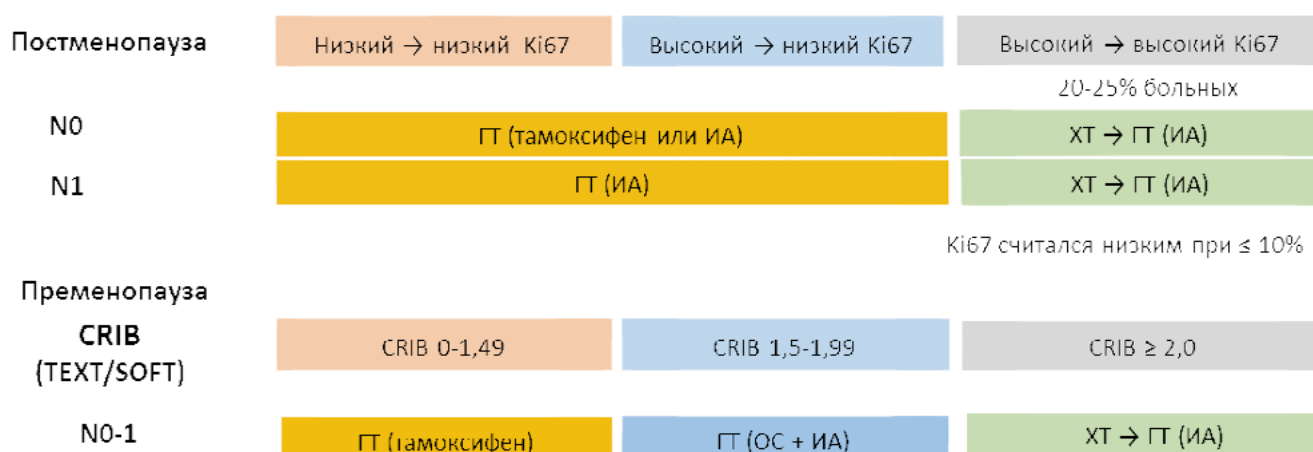 Постменопауза
Низкий → низкий Ki67
Высокий → низкий Ki67
Высокий → высокий Ki67
20-25% больных
N0
ГТ (тамоксифен или ИА)
ХТ → ГТ (ИА)
N1
ГТ (ИА)
ХТ → ГТ (ИА)
Ki67 считался низким при ≤ 10%
Пременопауза
CRIB
(TEXT/SOFT)
CRIB 0-1,49
CRIB 1,5-1,99
CRIB ≥ 2,0
N0-1
ГТ (тамоксифен)
ГТ (ОС + ИА)
ХТ → ГТ (ИА)